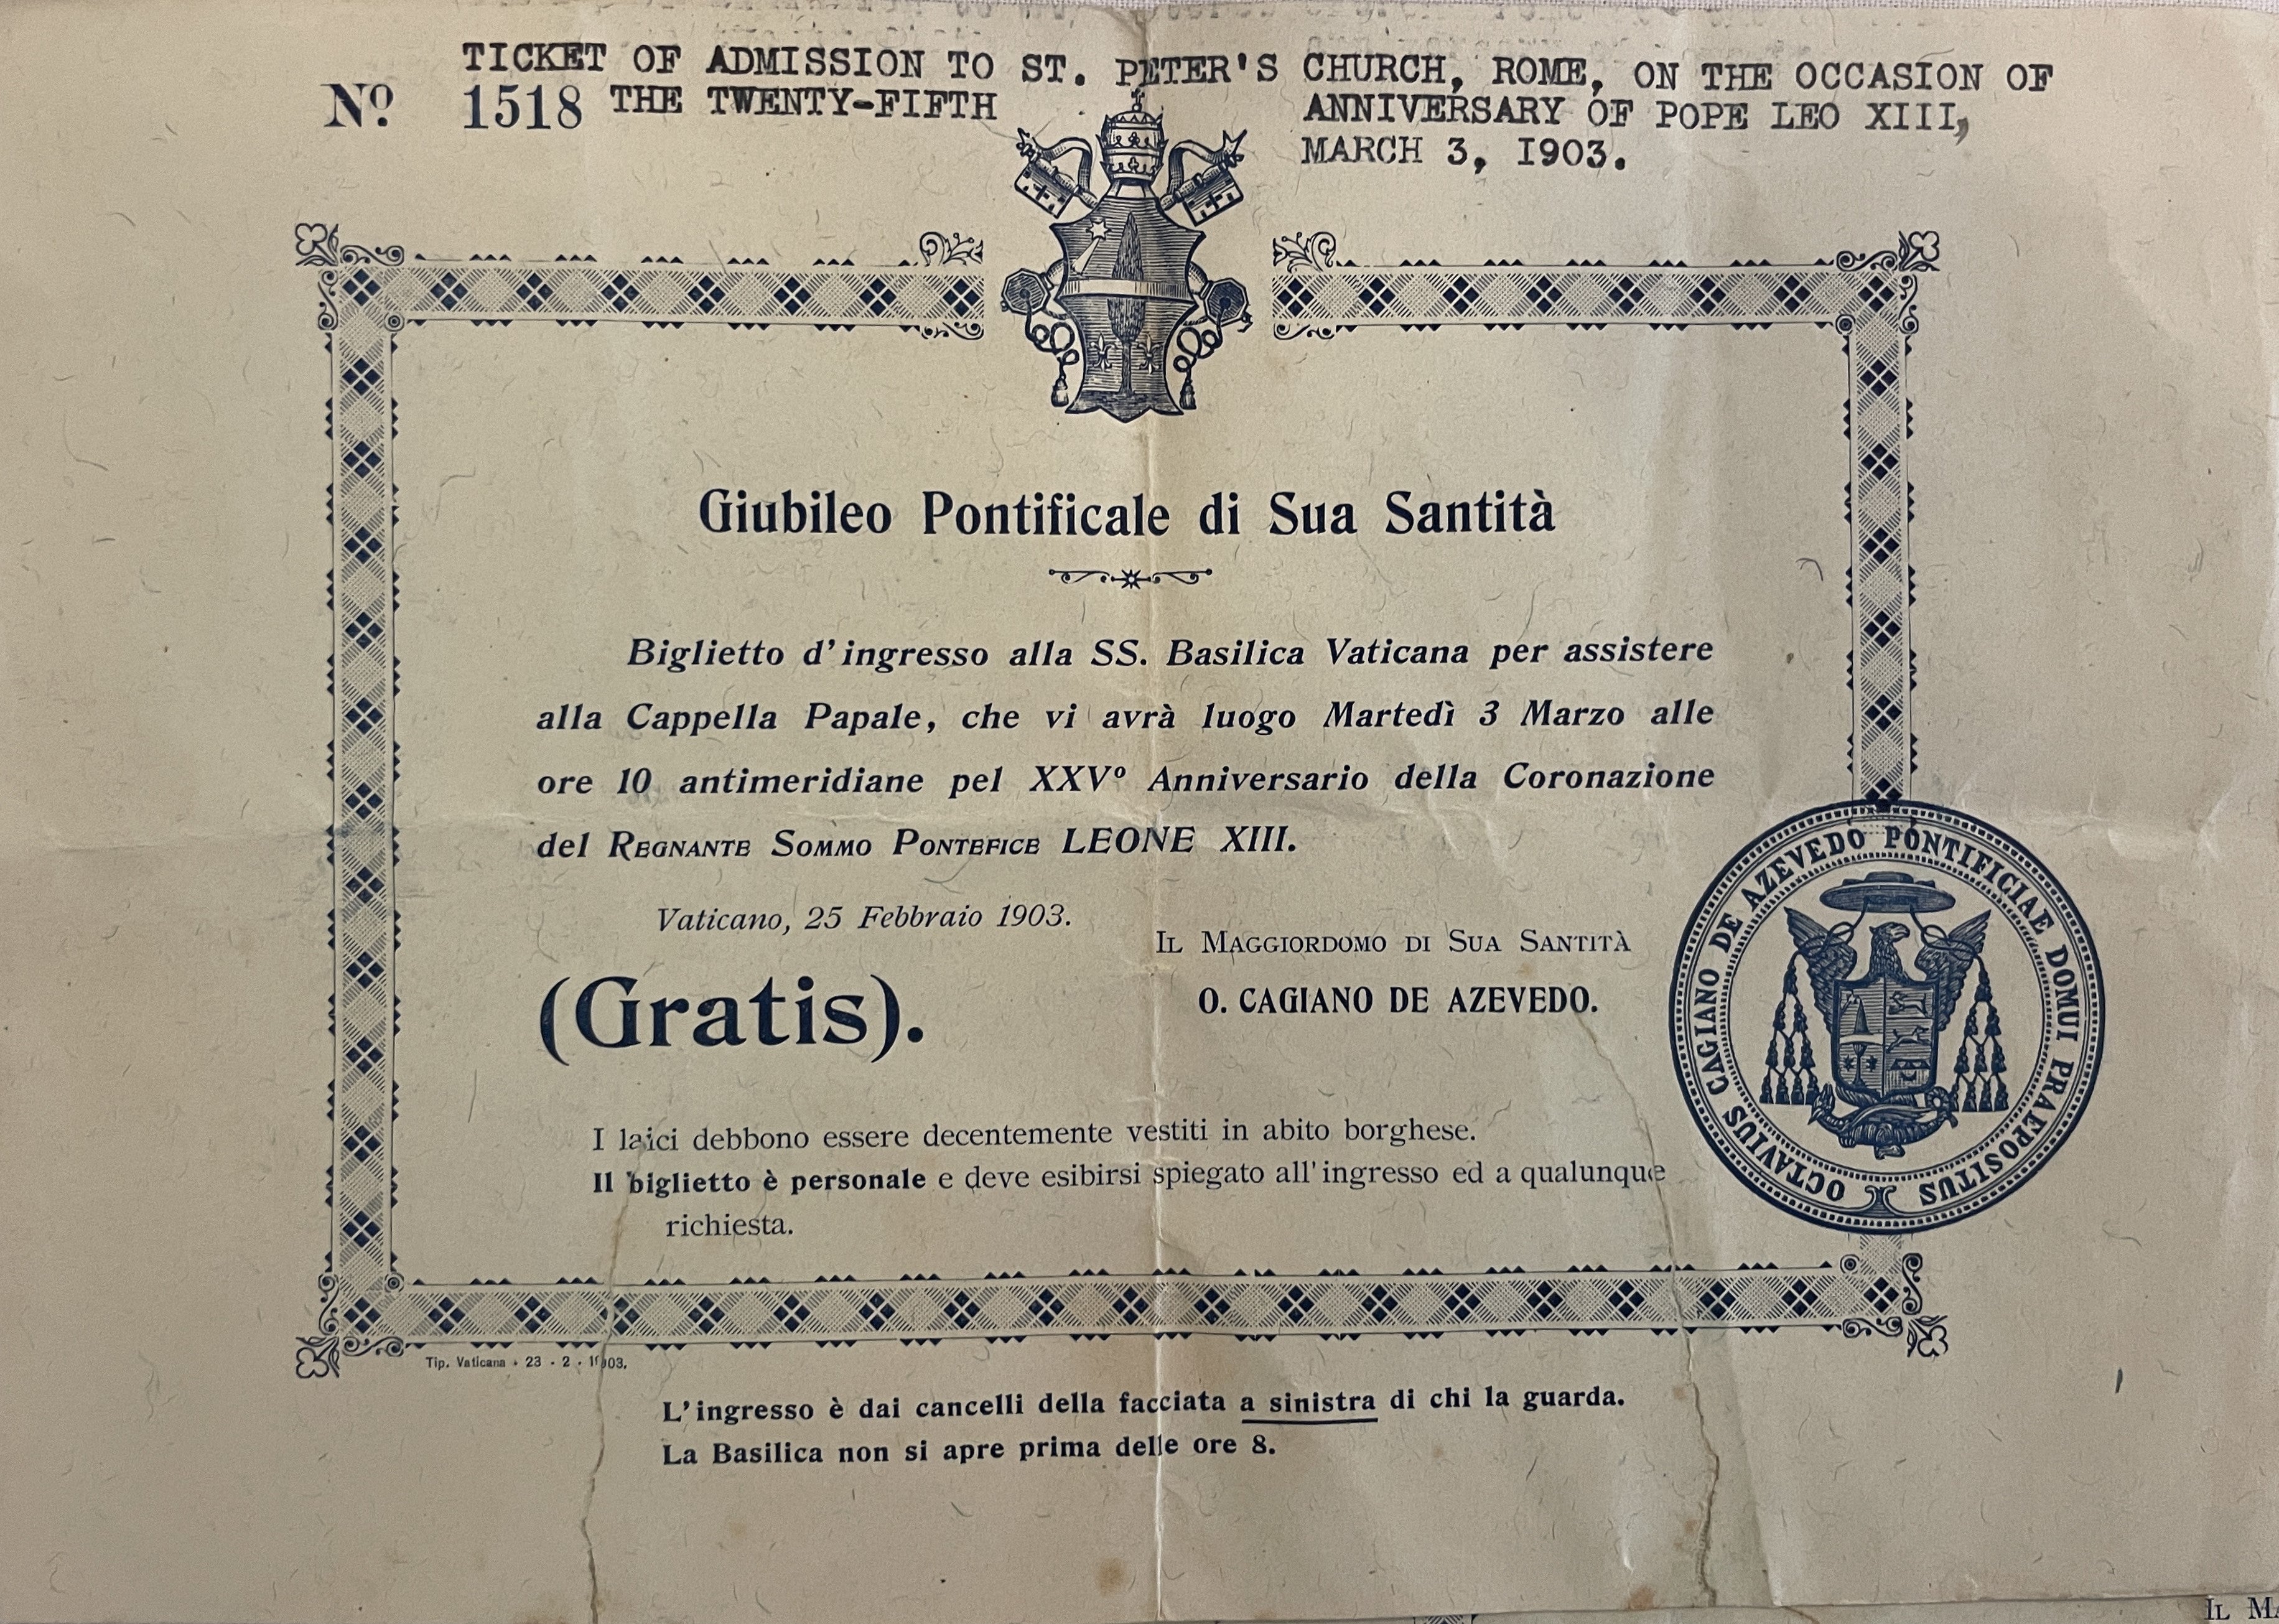 TICKET OF ADMISSION TO ST. PETER'S CHURCH, ROME, ON THE OCCASION OF
No. 1518 THE TWENTY-FIFTH ANNIVERSARY OF POPE LEO XIII,
MARCH 3, 1903.
Giubileo Pontificale di Sua Santità
Biglietto d'ingresso alla SS. Basilica Vaticana per assistere
alla Cappella Papale, che vi avrà luogo Martedì 3 Marzo alle
ore 10 antimeridiane pel XXVº Anniversario della Coronazione
del REGNANTE SOMMO PONTEFICE LEONE XIII.
Vaticano, 25 Febbraio 1903.
IL MAGGIORDOMO DI SUA SANTITÀ
(Gratis).
O. CAGIANO DE AZEVEDO.
OCTAVIUS CAGIANO DE AZEVEDO PONTIFICIAE DOMUI PRAEPOSITUS
I laici debbono essere decentemente vestiti in abito borghese.
Il biglietto è personale e deve esibirsi spiegato all'ingresso ed a qualunque
richiesta.
Tip. Vaticana - 23 - 2 - 1903.
L'ingresso è dai cancelli della facciata a sinistra di chi la guarda.
La Basilica non si apre prima delle ore 8.
IL